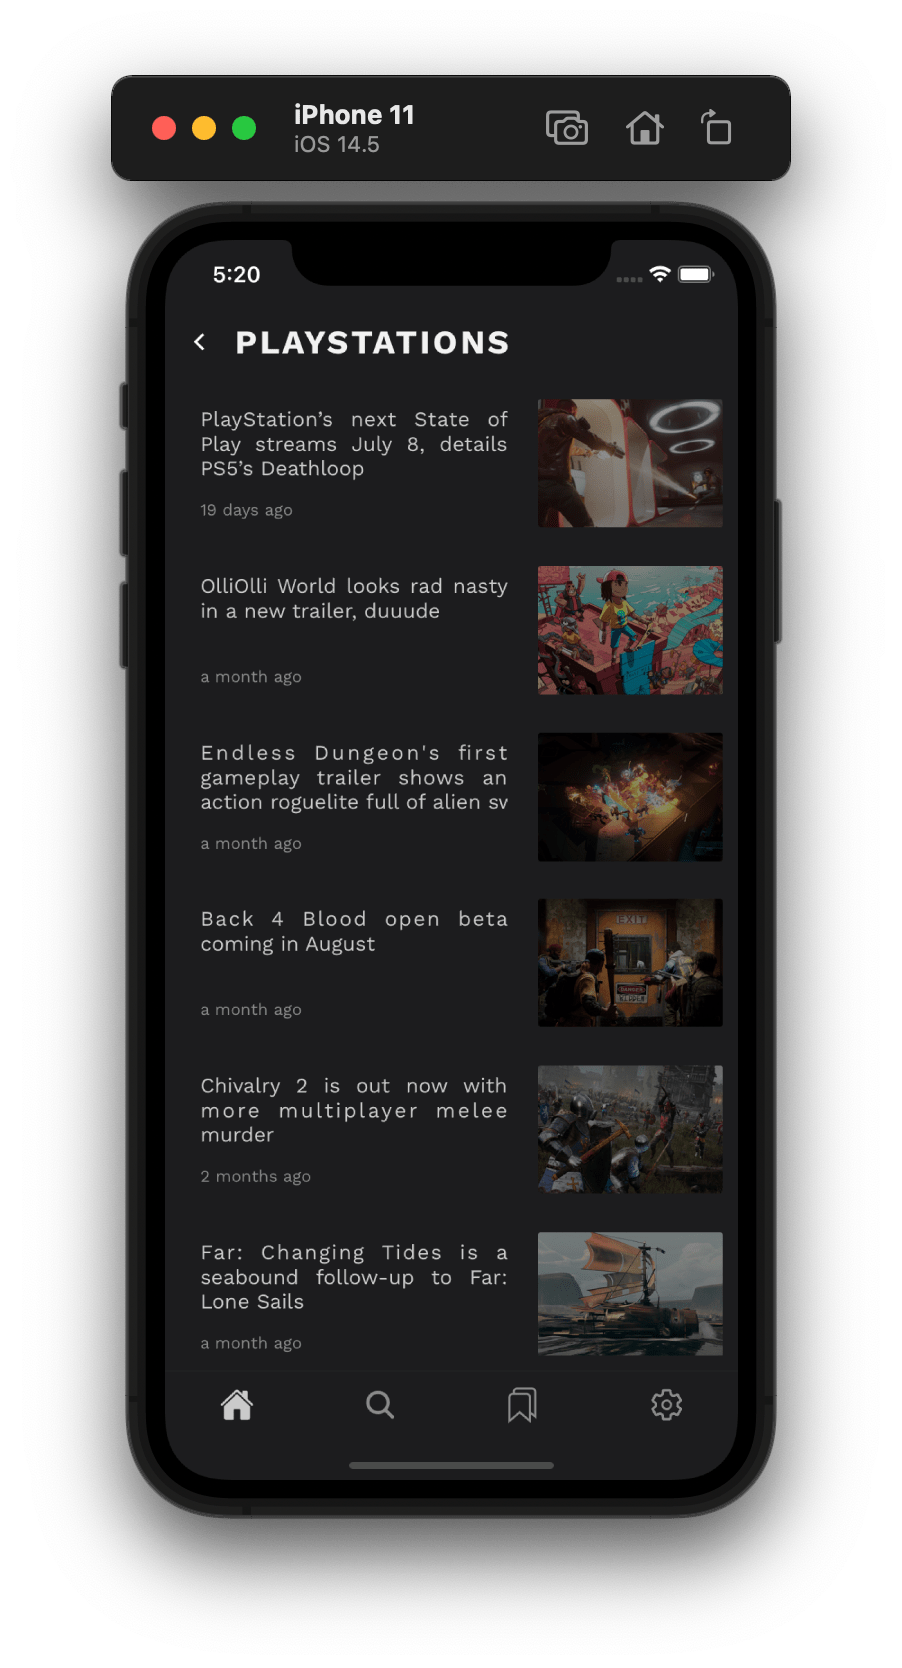 iPhone 11
iOS 14.5
5:20
PLAYSTATIONS
PlayStation’s next State of
Play streams July 8, details
PS5’s Deathloop
19 days ago
OlliOlli World looks rad nasty
in a new trailer, duuude
a month ago
Endless Dungeon's first
gameplay trailer shows an
action roguelite full of alien sv
a month ago
Back 4 Blood open beta
coming in August
a month ago
EXIT
DANGER
Chivalry 2 is out now with
more multiplayer melee
murder
2 months ago
Far: Changing Tides is a
seabound follow-up to Far:
Lone Sails
a month ago